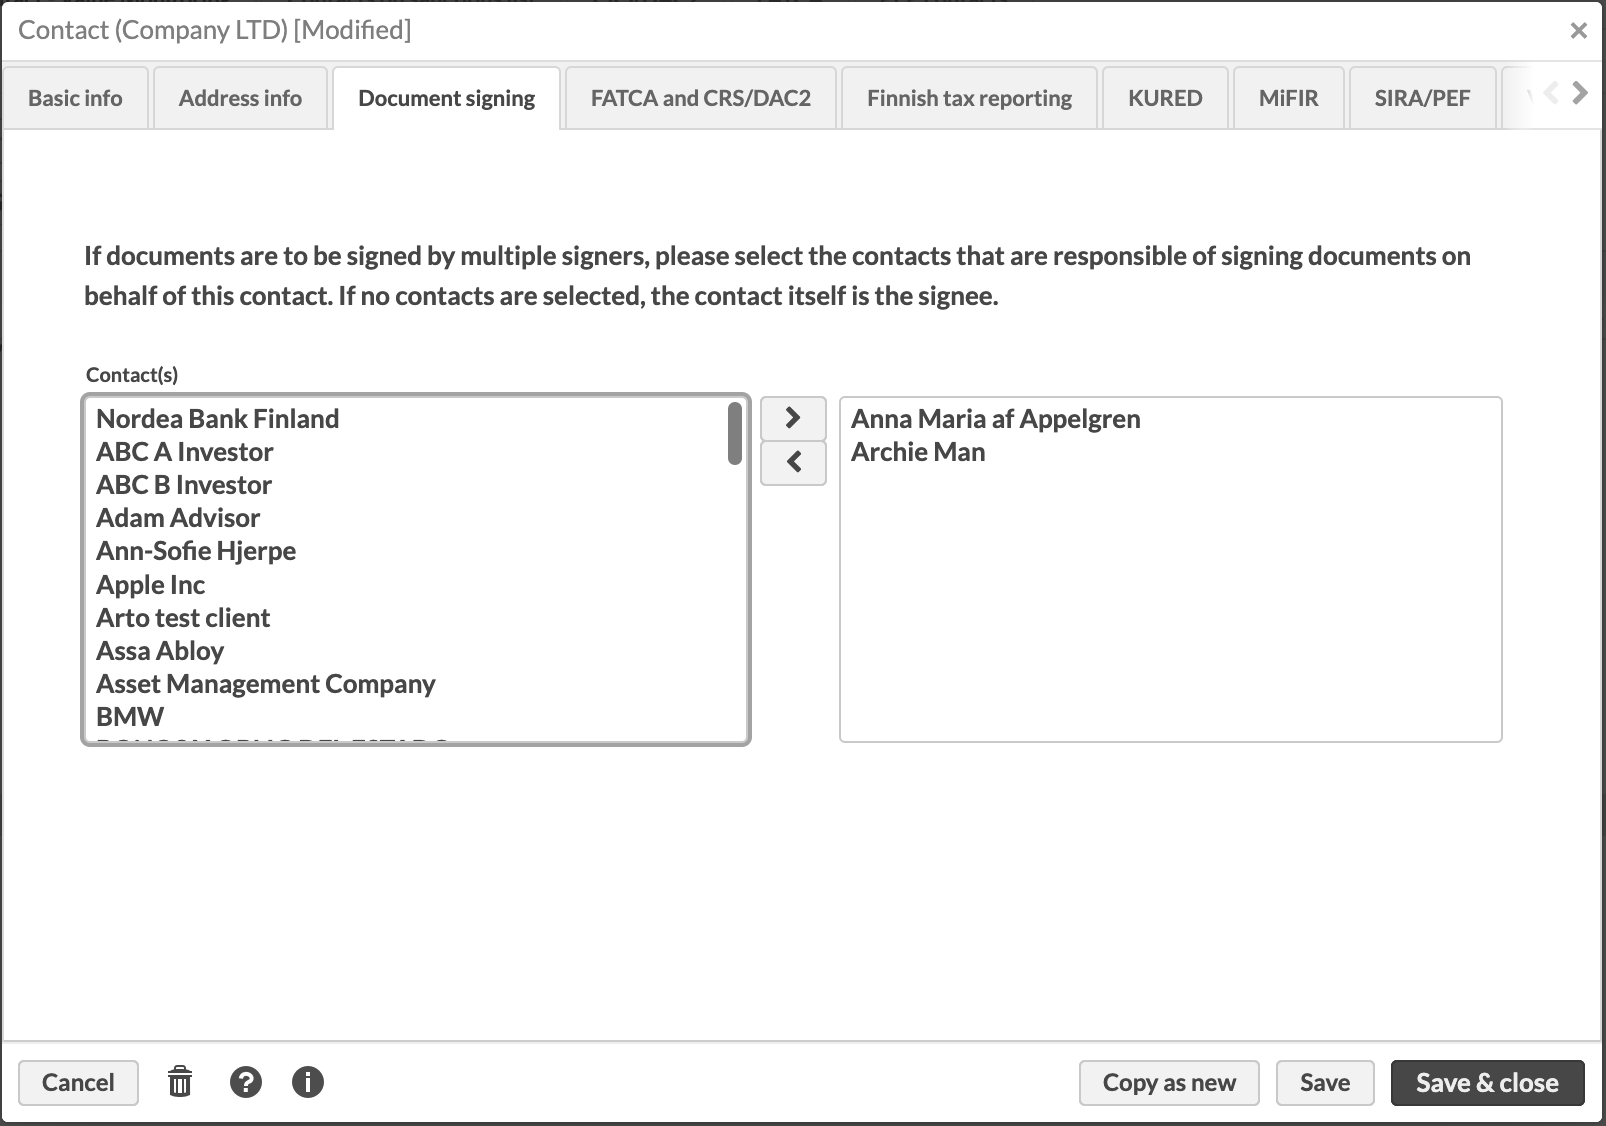 Contact (Company LTD) [Modified]
Basic info
Address info
Document signing
FATCA and CRS/DAC2
Finnish tax reporting
KURED
MiFIR
SIRA/PEF
If documents are to be signed by multiple signers, please select the contacts that are responsible of signing documents on
behalf of this contact. If no contacts are selected, the contact itself is the signee.
Contact(s)
Nordea Bank Finland
ABC A Investor
ABC B Investor
Adam Advisor
Ann-Sofie Hjerpe
Apple Inc
Arto test client
Assa Abloy
Asset Management Company
BMW
Anna Maria af Appelgren
Archie Man
Cancel
Copy as new
Save
Save & close